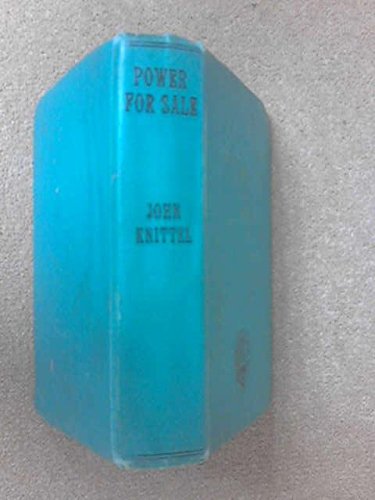 POWER
FOR SALE
JOHN
KNITTEL